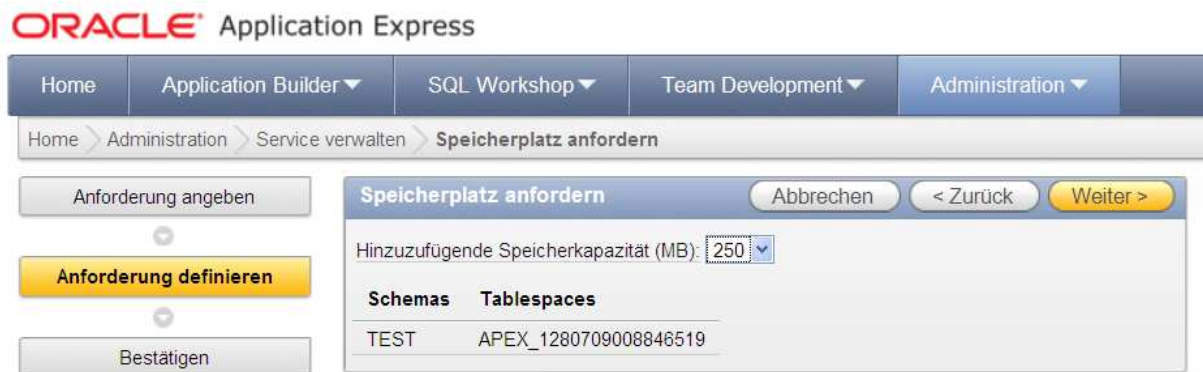 ORACLE Application Express
Home Application Builder SQL Workshop Team Development Administration
Home Administration Service verwalten Speicherplatz anfordern
Anforderung angeben
Anforderung definieren
Bestätigen
Speicherplatz anfordern Abbrechen < Zurück Weiter >
Hinzuzufügende Speicherkapazität (MB): 250
Schemas Tablespaces
TEST APEX_1280709008846519